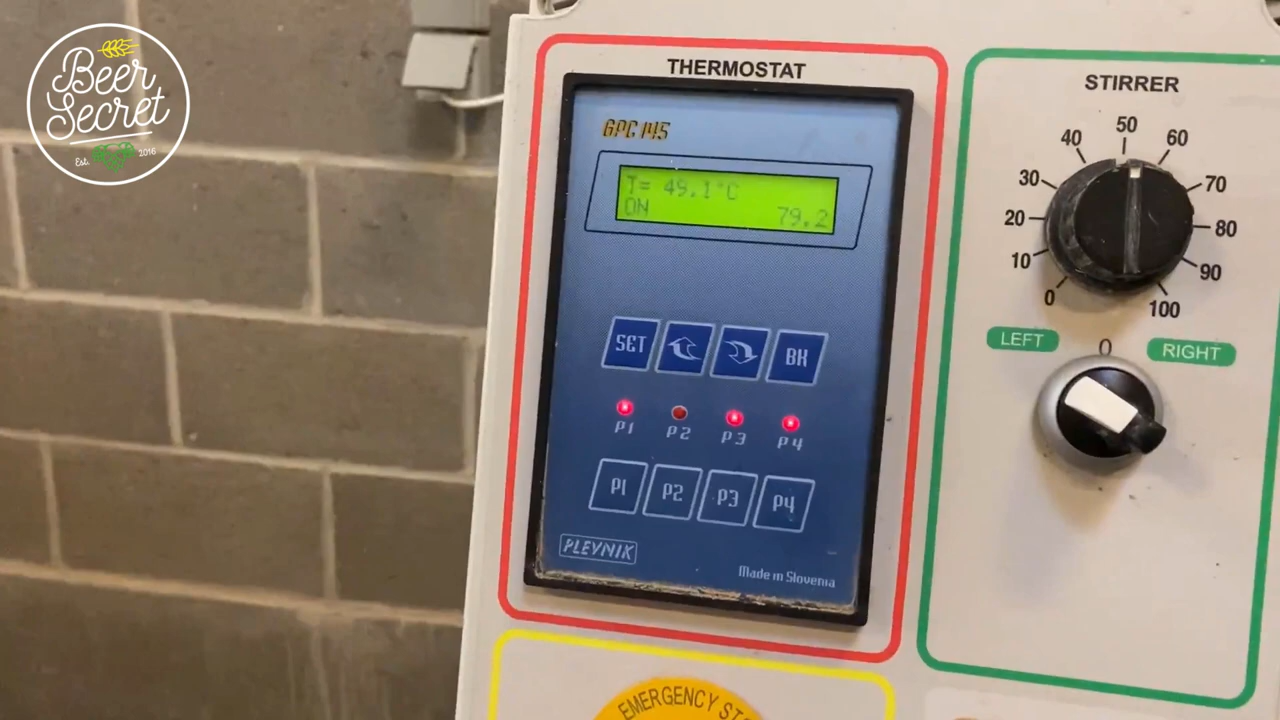 Beer
Secret
Est. 2016
THERMOSTAT
GPC 145
T= 49.1°C
ON 79.2
SET BK
P1 P2 P3 P4
P1 P2 P3 P4
PLEVNIK
Made in Slovenia
STIRRER
0 10 20 30 40 50 60 70 80 90 100
LEFT 0 RIGHT
EMERGENCY